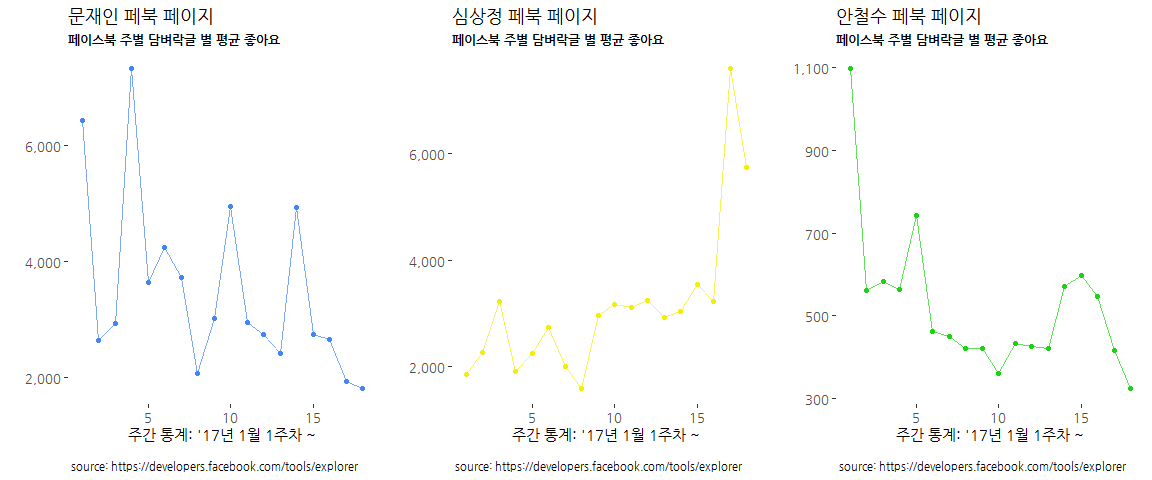 문재인 페북 페이지
페이스북 주별 담벼락글 별 평균 좋아요
6,000
4,000
2,000
5 10 15
주간 통계: '17년 1월 1주차 ~
source: https://developers.facebook.com/tools/explorer
심상정 페북 페이지
페이스북 주별 담벼락글 별 평균 좋아요
6,000
4,000
2,000
5 10 15
주간 통계: '17년 1월 1주차 ~
source: https://developers.facebook.com/tools/explorer
안철수 페북 페이지
페이스북 주별 담벼락글 별 평균 좋아요
1,100
900
700
500
300
5 10 15
주간 통계: '17년 1월 1주차 ~
source: https://developers.facebook.com/tools/explorer